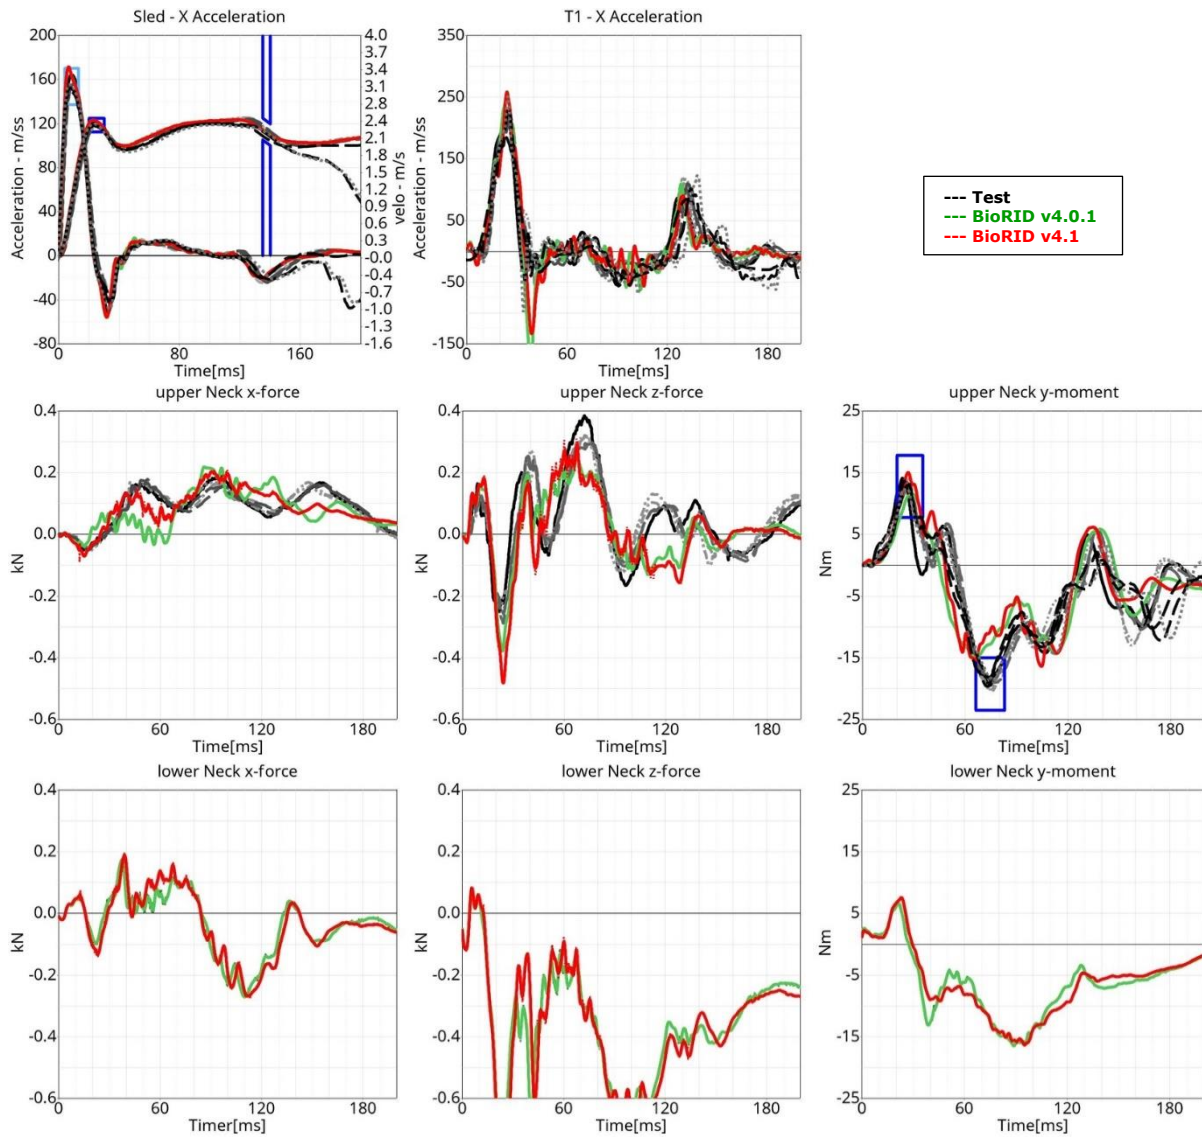 Sled - X Acceleration
200
160
120
80
40
0
-40
-80
4.0
3.7
3.4
3.1
2.8
2.4
2.1
1.8
1.5
1.2
0.9
0.6
0.3
-0.0
-0.4
-0.7
-1.0
-1.3
-1.6
Acceleration - m/ss
velo - m/s
0 80 160
Time[ms]
T1 - X Acceleration
350
250
150
50
-50
-150
Acceleration - m/ss
0 60 120 180
Time[ms]
--- Test
--- BioRID v4.0.1
--- BioRID v4.1
upper Neck x-force
0.4
0.2
0.0
-0.2
-0.4
-0.6
kN
0 60 120 180
Time[ms]
upper Neck z-force
0.4
0.2
0.0
-0.2
-0.4
-0.6
kN
0 60 120 180
Time[ms]
upper Neck y-moment
25
15
5
-5
-15
-25
Nm
0 60 120 180
Time[ms]
lower Neck x-force
0.4
0.2
0.0
-0.2
-0.4
-0.6
kN
0 60 120 180
Timer[ms]
lower Neck z-force
0.4
0.2
0.0
-0.2
-0.4
-0.6
kN
0 60 120 180
Timer[ms]
lower Neck y-moment
25
15
5
-5
-15
-25
Nm
0 60 120 180
Time[ms]